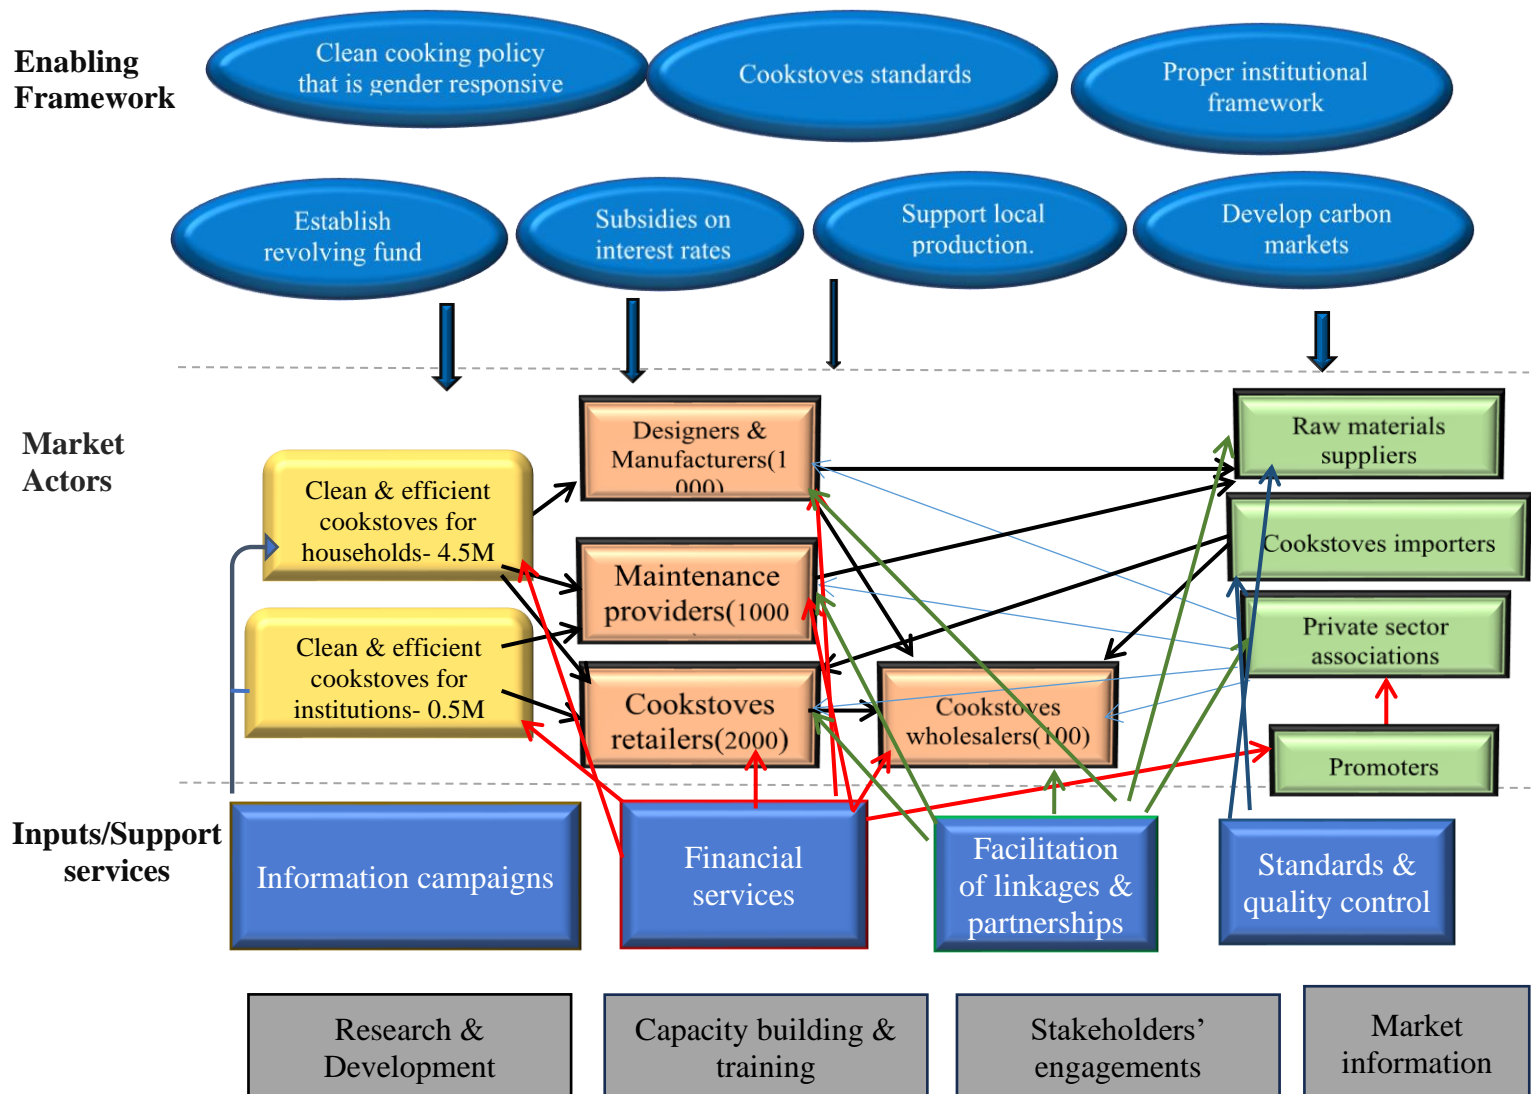 Enabling
Framework
Clean cooking policy
that is gender responsive
Cookstoves standards
Proper institutional
framework
Establish
revolving fund
Subsidies on
interest rates
Support local
production.
Develop carbon
markets
Market
Actors
Clean & efficient
cookstoves for
households- 4.5M
Clean & efficient
cookstoves for
institutions- 0.5M
Designers &
Manufacturers(1
000)
Maintenance
providers(1000
Cookstoves
retailers(2000)
Cookstoves
wholesalers(100)
Raw materials
suppliers
Cookstoves importers
Private sector
associations
Promoters
Inputs/Support
services
Information campaigns
Financial
services
Facilitation
of linkages &
partnerships
Standards &
quality control
Research &
Development
Capacity building &
training
Stakeholders’
engagements
Market
information